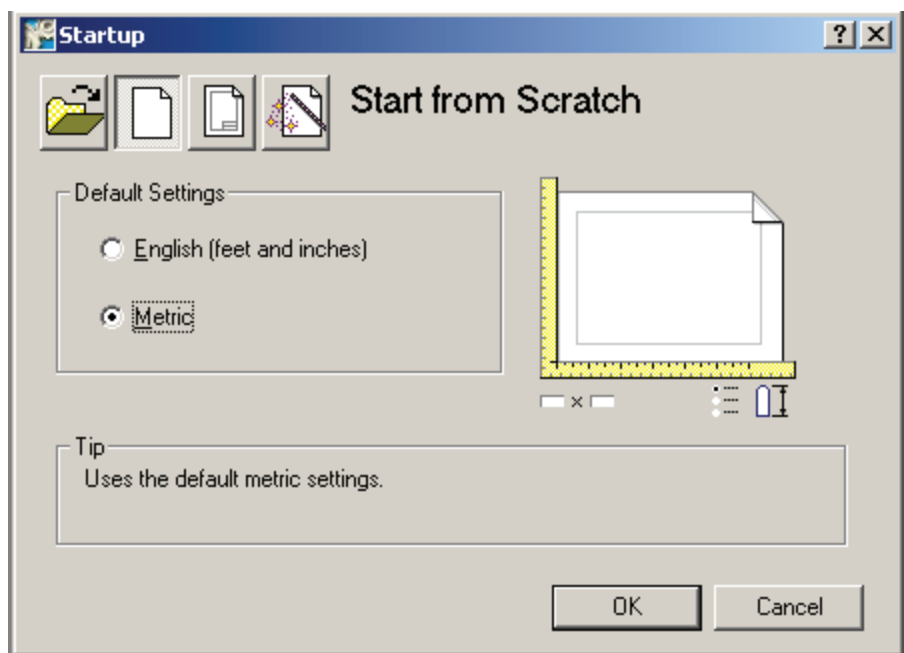 Startup
Start from Scratch
Default Settings
English (feet and inches)
Metric
Tip
Uses the default metric settings.
OK
Cancel